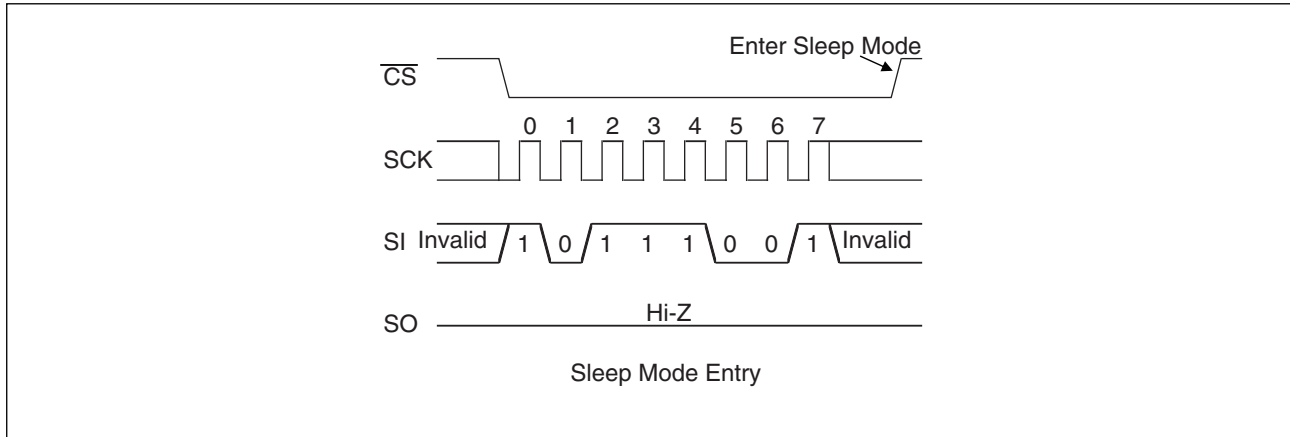 Enter Sleep Mode
CS
0 1 2 3 4 5 6 7
SCK
SI Invalid 1 0 1 1 1 0 0 1 Invalid
Hi-Z
SO
Sleep Mode Entry